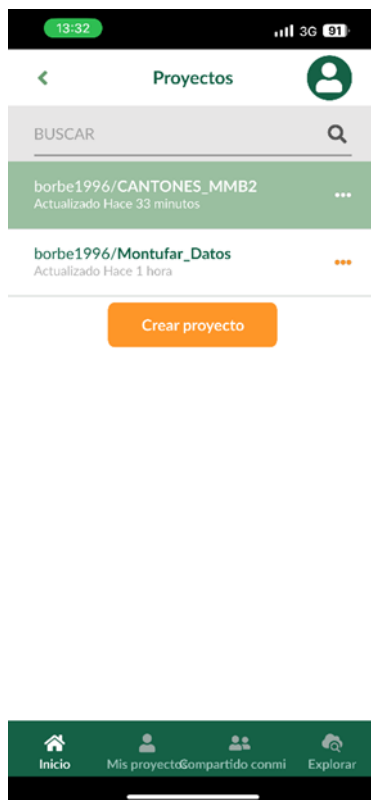 13:32
3G 91
Proyectos
BUSCAR
borbe1996/CANTONES_MMB2
Actualizado Hace 33 minutos
borbe1996/Montufar_Datos
Actualizado Hace 1 hora
Crear proyecto
Inicio
Mis proyectos
Compartido conmi
Explorar